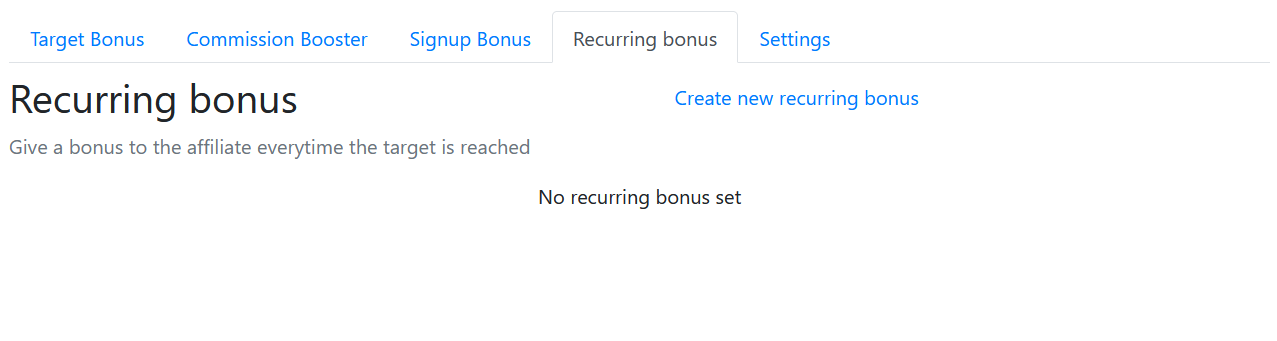 Target Bonus Commission Booster Signup Bonus Recurring bonus Settings
Recurring bonus Create new recurring bonus
Give a bonus to the affiliate everytime the target is reached
No recurring bonus set